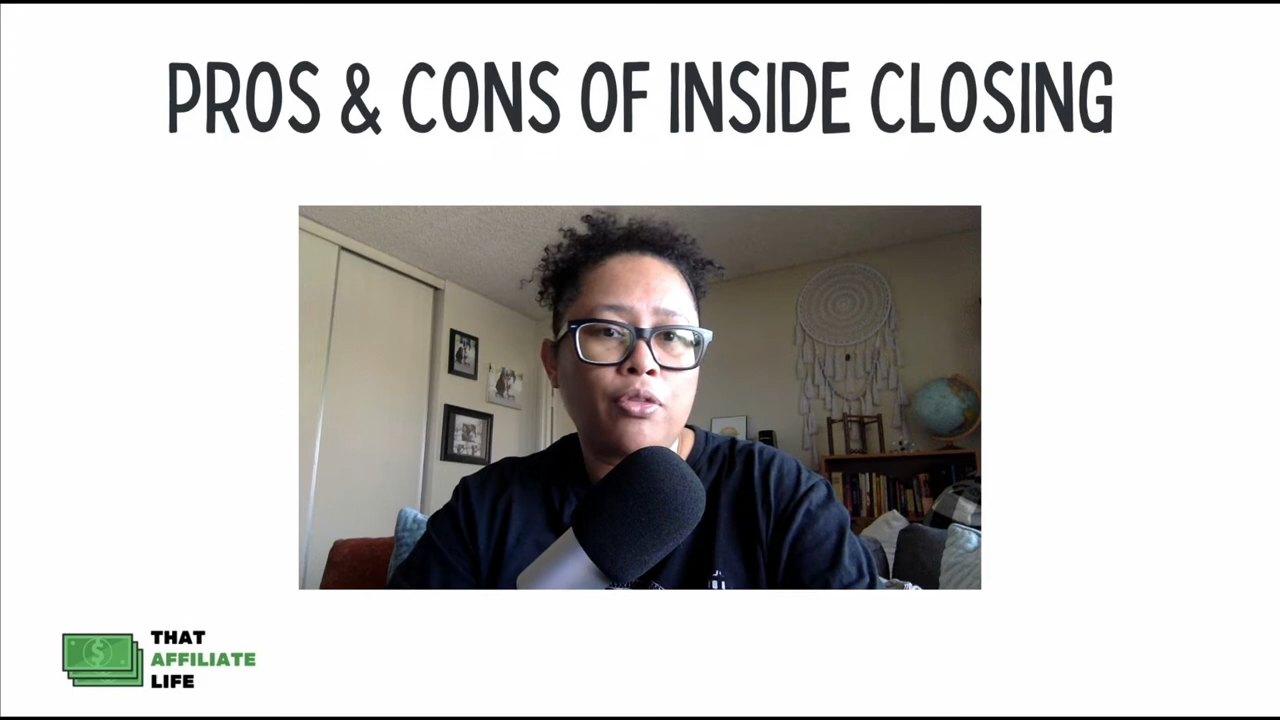 PROS & CONS OF INSIDE CLOSING
THAT
AFFILIATE
LIFE